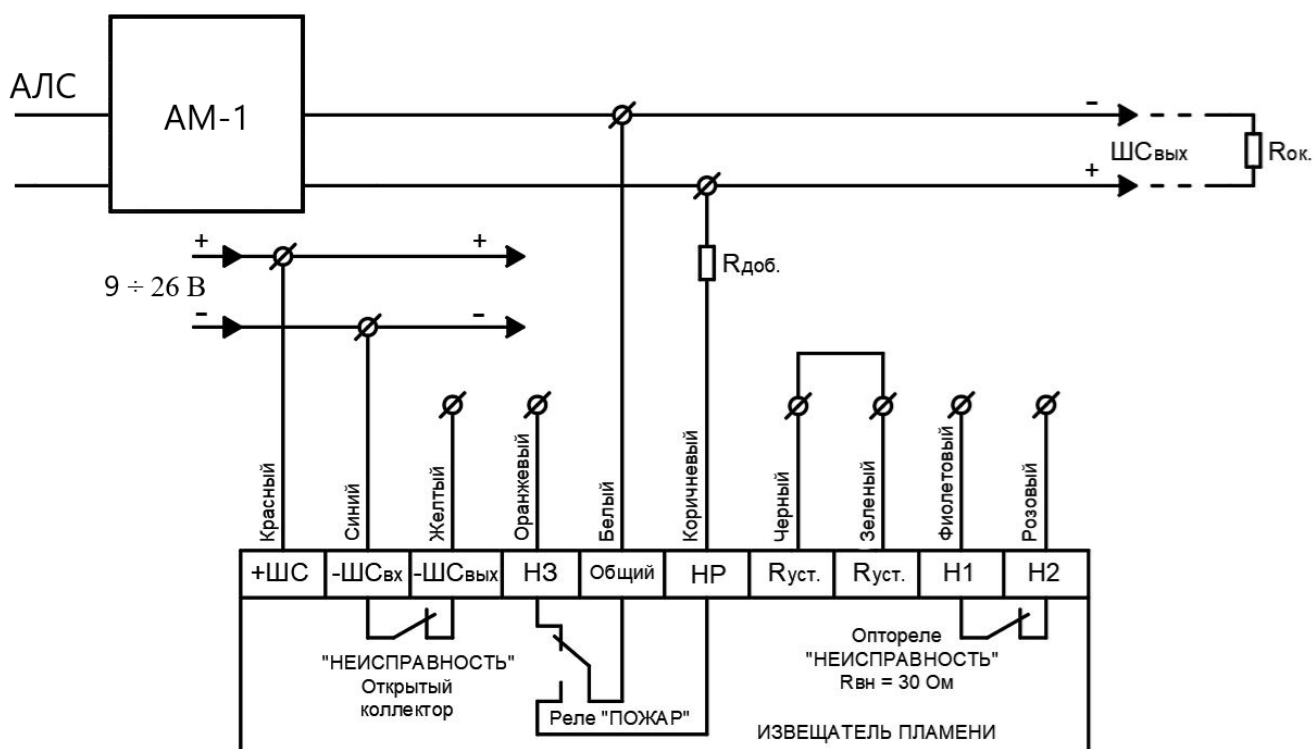 АЛС
АМ-1
-
ШСвых
+
Rок.
+
+
9 ÷ 26 В
-
-
Rдоб.
Красный
Синий
Желтый
Оранжевый
Белый
Коричневый
Черный
Зеленый
Фиолетовый
Розовый
+ШС
-ШСвх
-ШСвых
НЗ
Общий
НР
Rуст.
Rуст.
Н1
Н2
"НЕИСПРАВНОСТЬ"
Открытый
коллектор
Реле "ПОЖАР"
Оптореле
"НЕИСПРАВНОСТЬ"
Rвн = 30 Ом
ИЗВЕЩАТЕЛЬ ПЛАМЕНИ